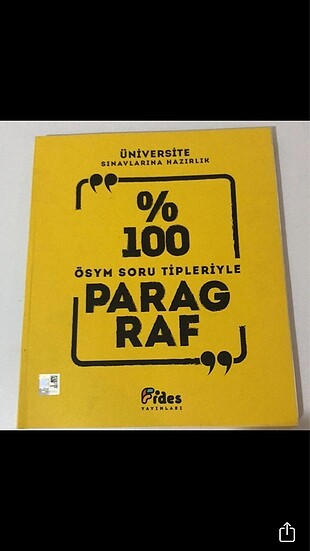 ÜNİVERSİTE
SINAVLARINA HAZIRLIK
%
100
ÖSYM SORU TİPLERİYLE
PARAG
RAF
Fides
YAYINLARI